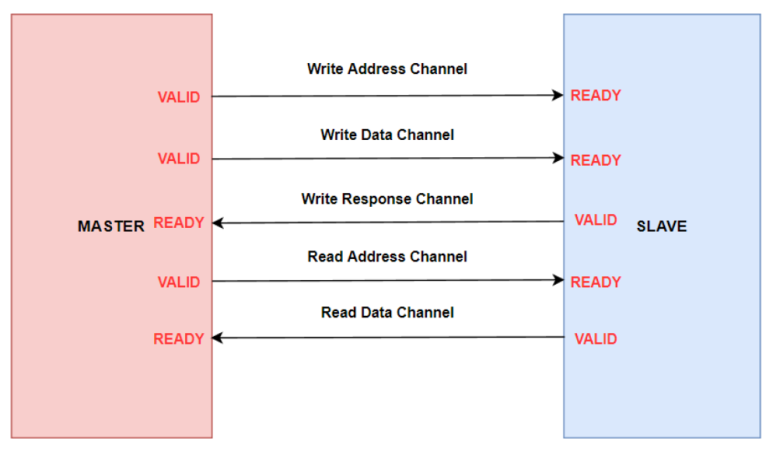 Write Address Channel
VALID READY
Write Data Channel
VALID READY
Write Response Channel
MASTER READY VALID SLAVE
Read Address Channel
VALID READY
Read Data Channel
READY VALID